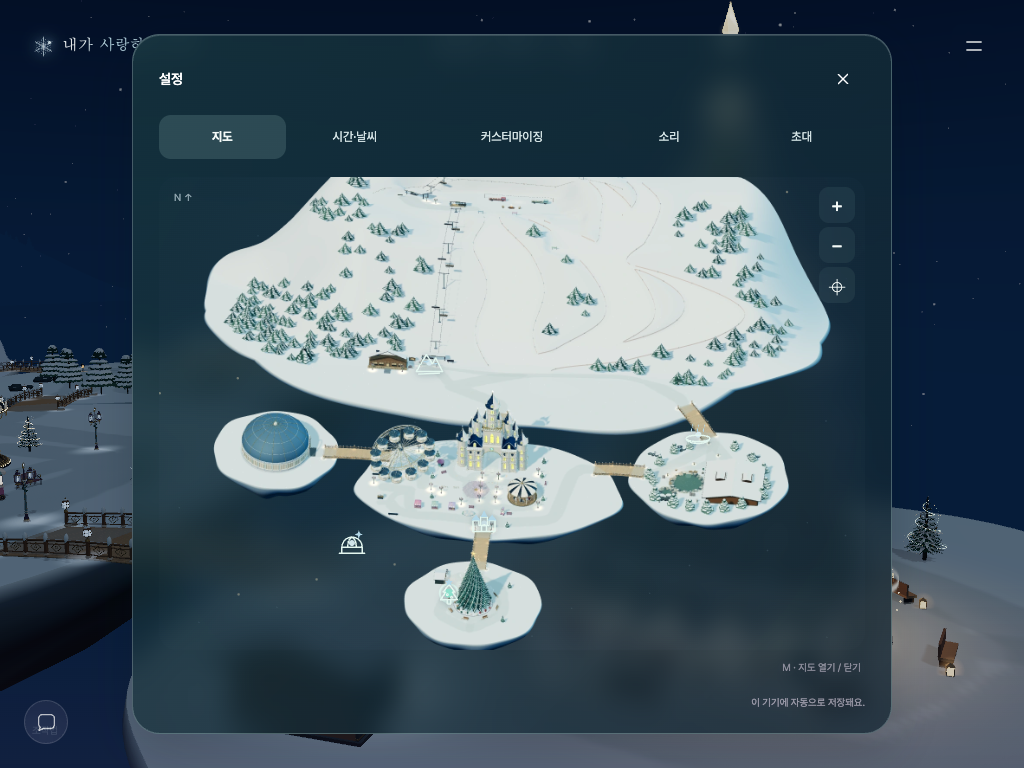 내가 사랑한
설정
지도
시간·날씨
커스터마이징
소리
초대
N ↑
M · 지도 열기 / 닫기
이 기기에 자동으로 저장돼요.